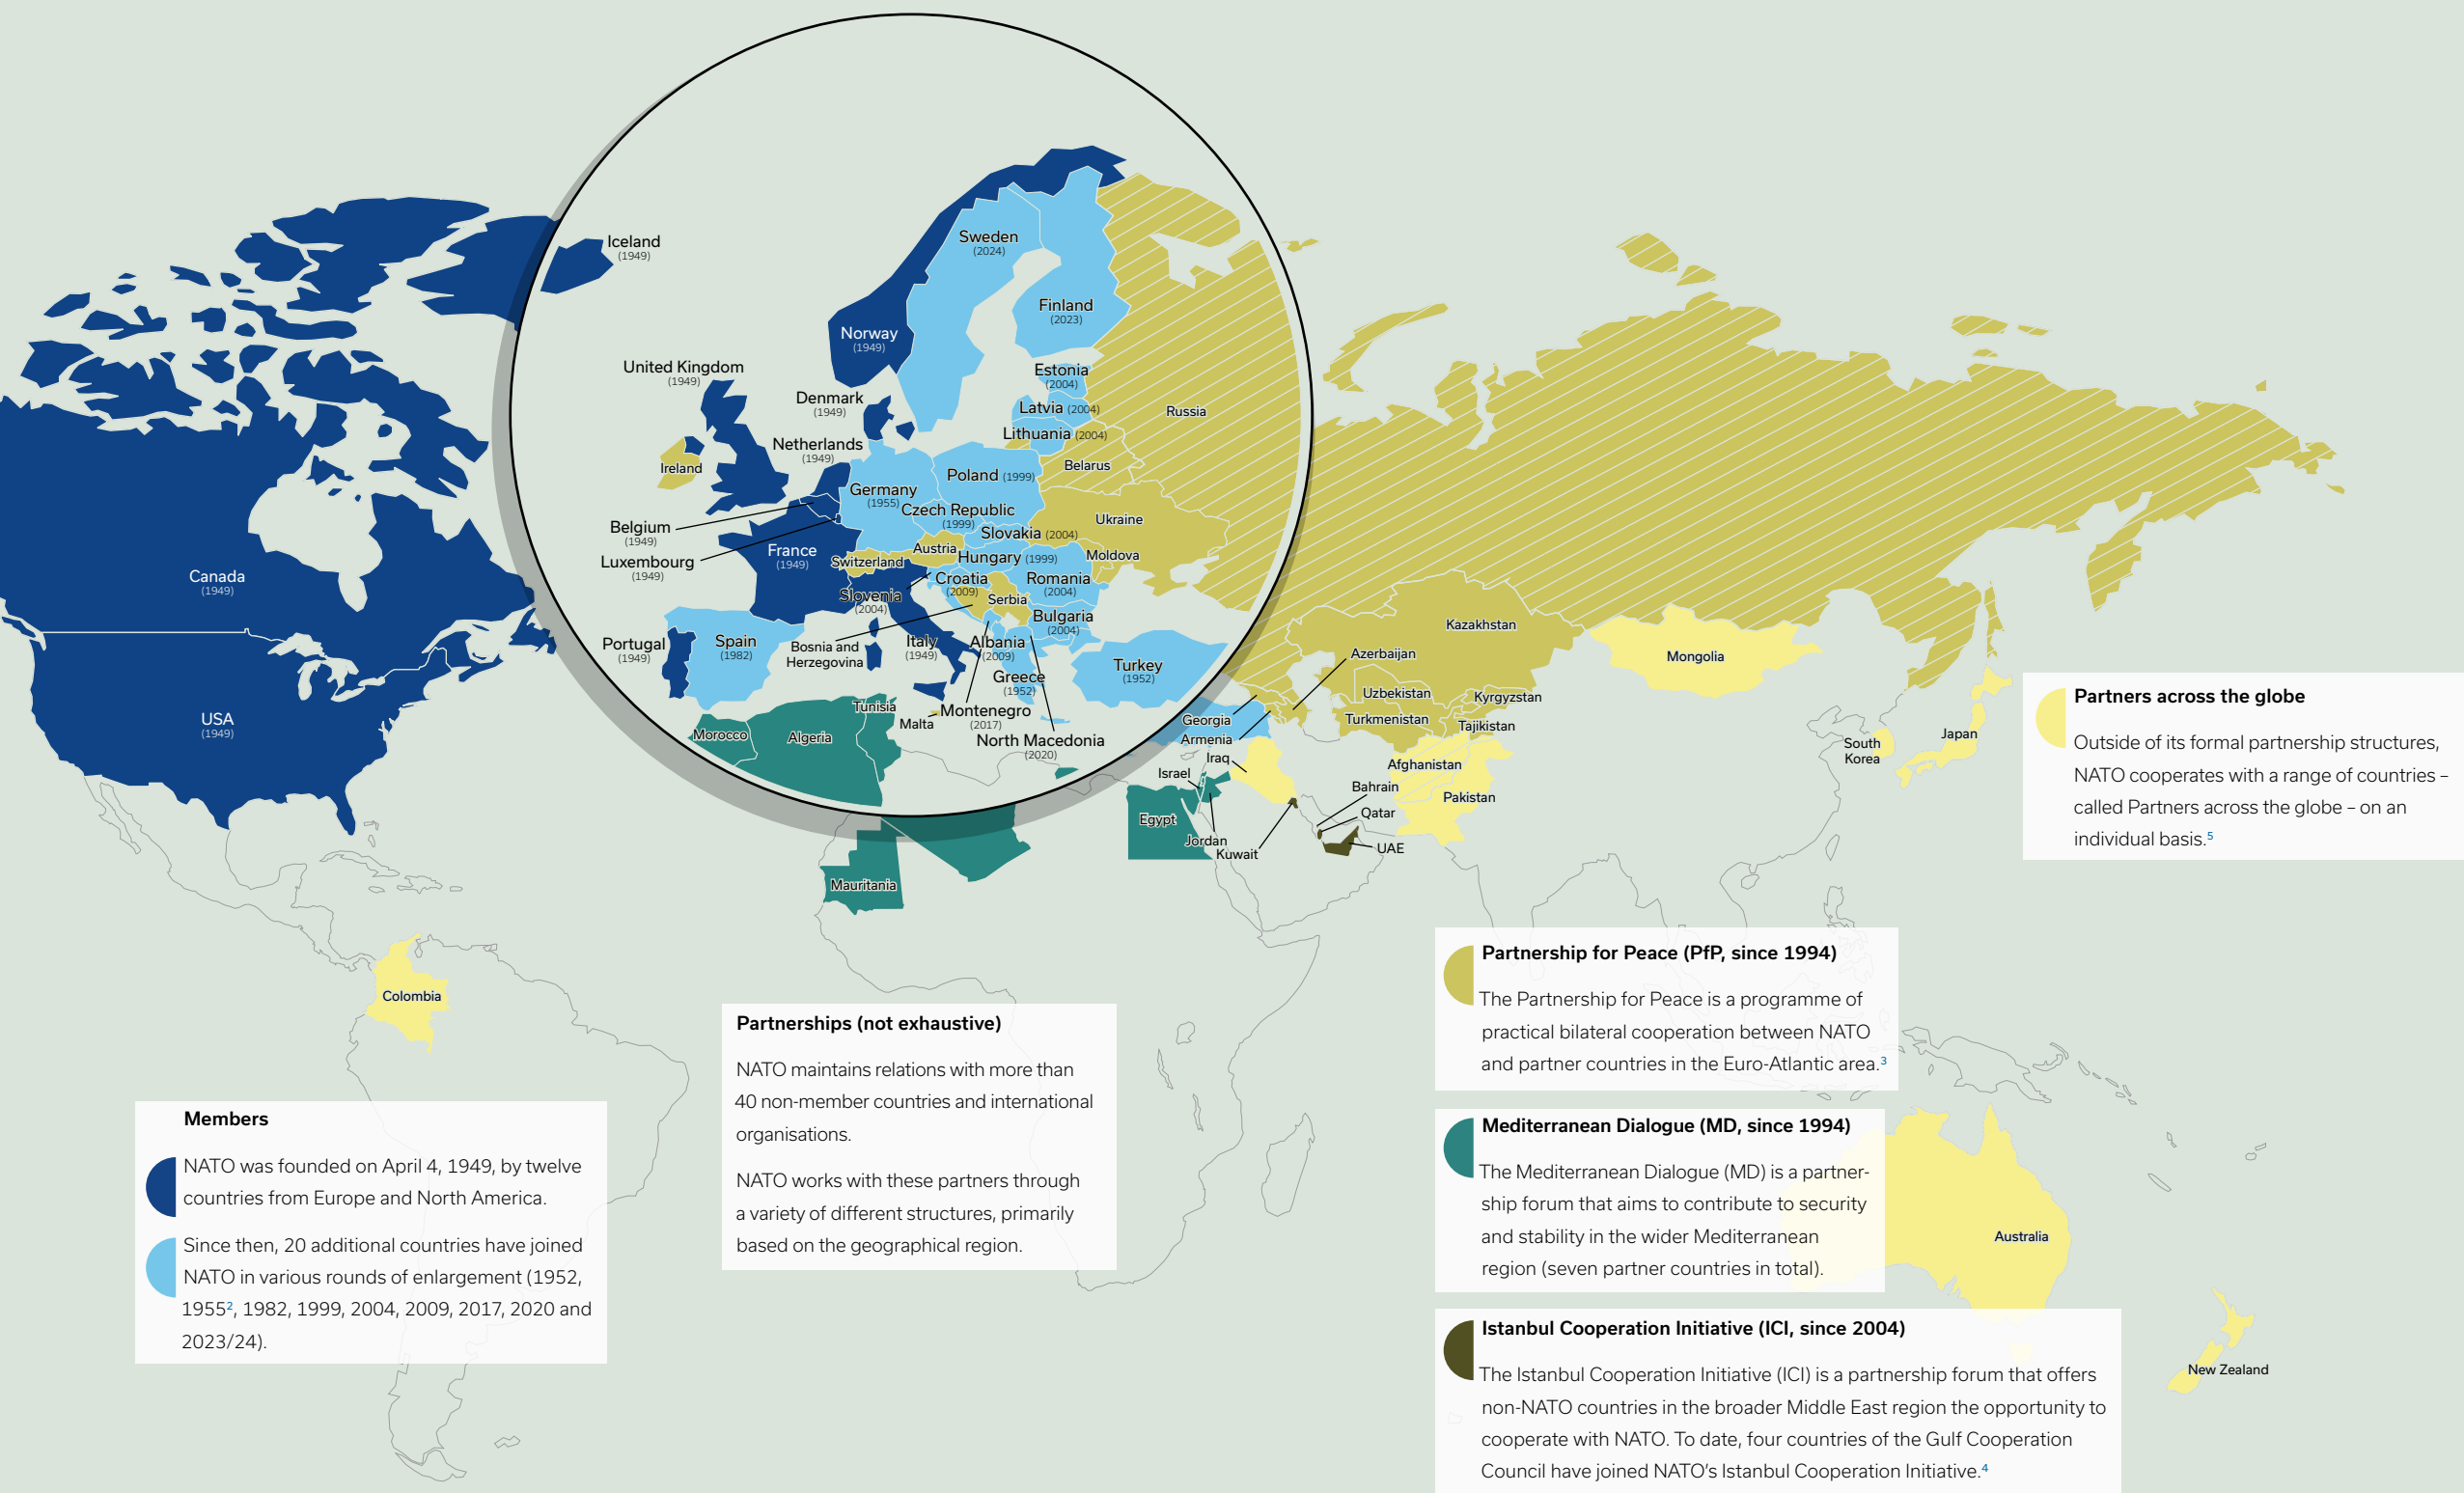 Iceland
(1949)
Sweden
(2024)
Finland
(2023)
Norway
(1949)
United Kingdom
(1949)
Denmark
(1949)
Estonia
(2004)
Latvia (2004)
Russia
Lithuania (2004)
Netherlands
(1949)
Ireland
Belarus
Poland (1999)
Germany
(1955)
Czech Republic
(1999)
Ukraine
Belgium
(1949)
Slovakia (2004)
Luxembourg
(1949)
France
(1949)
Austria
Switzerland
Hungary (1999)
Moldova
Croatia
(2009)
Romania
(2004)
Slovenia
(2004)
Serbia
Bulgaria
(2004)
Portugal
(1949)
Spain
(1982)
Bosnia and
Herzegovina
Italy
(1949)
Albania
(2009)
Greece
(1952)
Turkey
(1952)
Tunisia
Malta
Montenegro
(2017)
North Macedonia
(2020)
Morocco
Algeria
Mauritania
Canada
(1949)
USA
(1949)
Colombia
Kazakhstan
Mongolia
Azerbaijan
Uzbekistan
Kyrgyzstan
Georgia
Turkmenistan
Tajikistan
Armenia
Iraq
Israel
Afghanistan
Bahrain
Pakistan
Qatar
Egypt
Jordan
Kuwait
UAE
South
Korea
Japan
Australia
New Zealand
Partners across the globe
Outside of its formal partnership structures,
NATO cooperates with a range of countries –
called Partners across the globe – on an
individual basis.⁵
Partnership for Peace (PfP, since 1994)
The Partnership for Peace is a programme of
practical bilateral cooperation between NATO
and partner countries in the Euro-Atlantic area.³
Partnerships (not exhaustive)
NATO maintains relations with more than
40 non-member countries and international
organisations.
NATO works with these partners through
a variety of different structures, primarily
based on the geographical region.
Members
NATO was founded on April 4, 1949, by twelve
countries from Europe and North America.
Since then, 20 additional countries have joined
NATO in various rounds of enlargement (1952,
1955², 1982, 1999, 2004, 2009, 2017, 2020 and
2023/24).
Mediterranean Dialogue (MD, since 1994)
The Mediterranean Dialogue (MD) is a partner-
ship forum that aims to contribute to security
and stability in the wider Mediterranean
region (seven partner countries in total).
Istanbul Cooperation Initiative (ICI, since 2004)
The Istanbul Cooperation Initiative (ICI) is a partnership forum that offers
non-NATO countries in the broader Middle East region the opportunity to
cooperate with NATO. To date, four countries of the Gulf Cooperation
Council have joined NATO’s Istanbul Cooperation Initiative.⁴